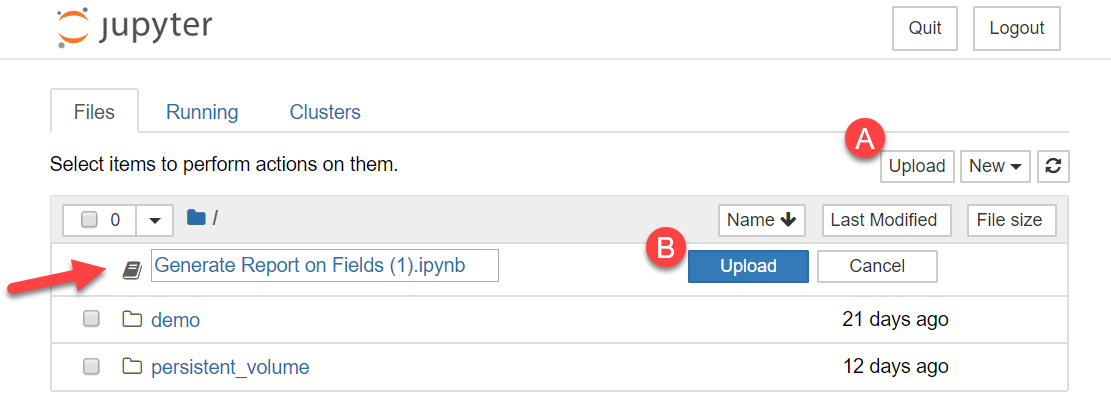 jupyter
Quit
Logout
Files
Running
Clusters
Select items to perform actions on them.
A
Upload
New
0
/
Name
Last Modified
File size
B
Generate Report on Fields (1).ipynb
Upload
Cancel
demo
21 days ago
persistent_volume
12 days ago